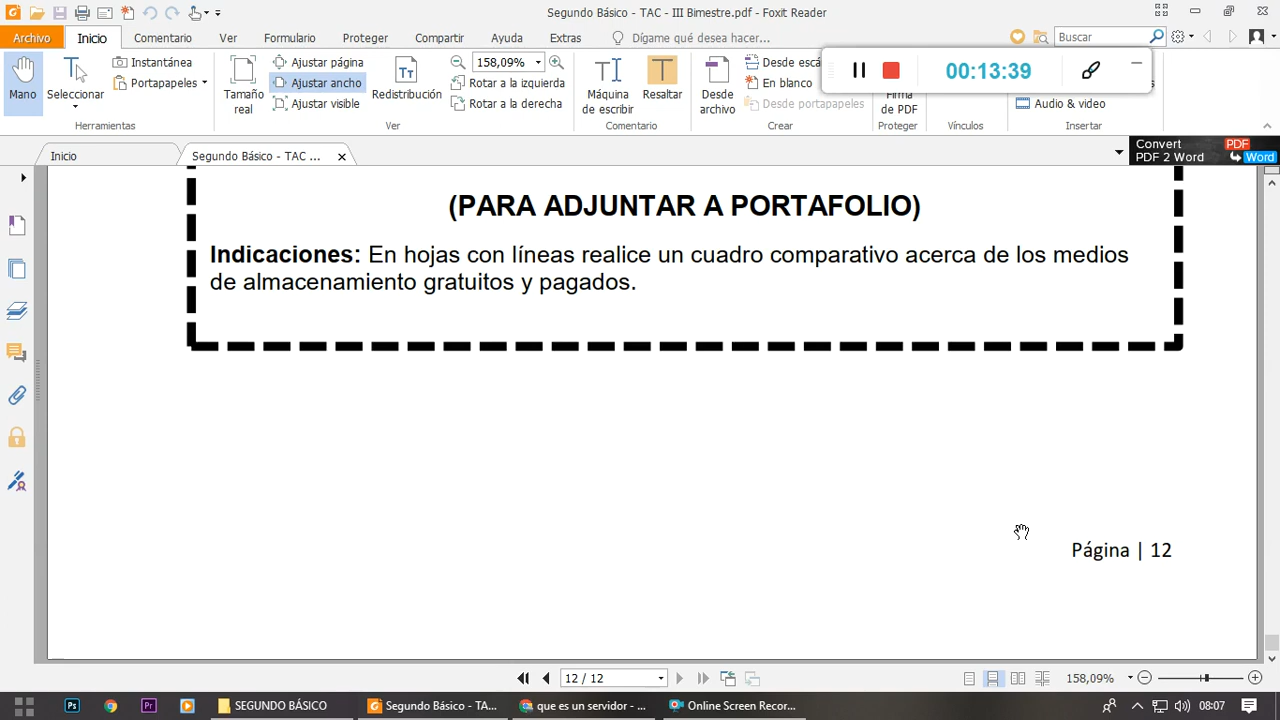 Segundo Básico - TAC - III Bimestre.pdf - Foxit Reader
Archivo Inicio Comentario Ver Formulario Proteger Compartir Ayuda Extras Dígame qué desea hacer... Buscar
Mano
Seleccionar
Instantánea
Portapapeles
Herramientas
Tamaño
real
Ajustar página
Ajustar ancho
Ajustar visible
Redistribución
158,09%
Rotar a la izquierda
Rotar a la derecha
Ver
Máquina
de escribir
Resaltar
Comentario
Desde
archivo
Desde escá
En blanco
Desde portapapeles
Crear
00:13:39
Firma
de PDF
Proteger
Vínculos
Audio & video
Insertar
Inicio
Segundo Básico - TAC ...
Convert
PDF 2 Word
PDF
Word
(PARA ADJUNTAR A PORTAFOLIO)
Indicaciones: En hojas con líneas realice un cuadro comparativo acerca de los medios
de almacenamiento gratuitos y pagados.
Página | 12
12 / 12
158,09%
Ps
Pr
SEGUNDO BÁSICO
Segundo Básico - TA...
que es un servidor - ...
Online Screen Recor...
08:07